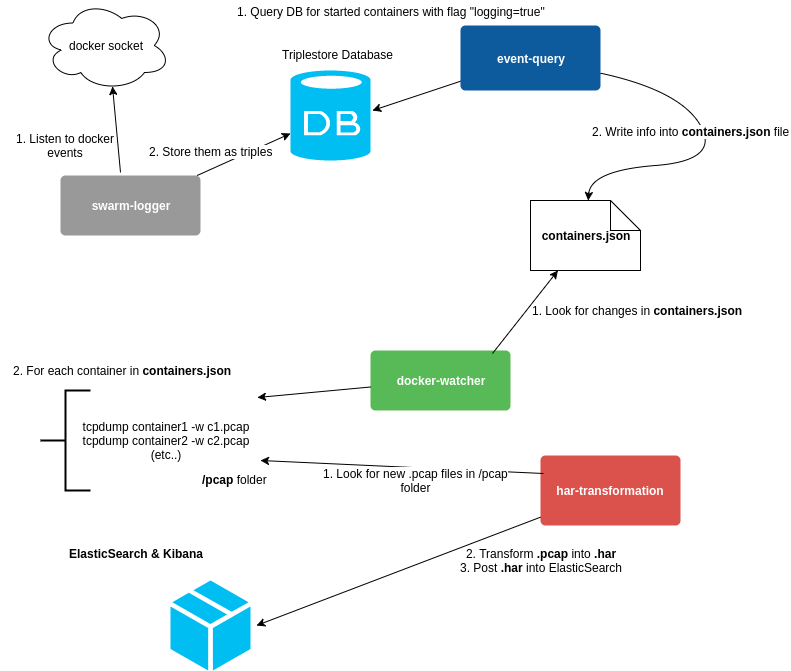 1. Query DB for started containers with flag "logging=true"
docker socket
Triplestore Database
event-query
DB
1. Listen to docker
events
2. Store them as triples
2. Write info into containers.json file
swarm-logger
containers.json
1. Look for changes in containers.json
2. For each container in containers.json
docker-watcher
tcpdump container1 -w c1.pcap
tcpdump container2 -w c2.pcap
(etc..)
/pcap folder
1. Look for new .pcap files in /pcap
folder
har-transformation
ElasticSearch & Kibana
2. Transform .pcap into .har
3. Post .har into ElasticSearch